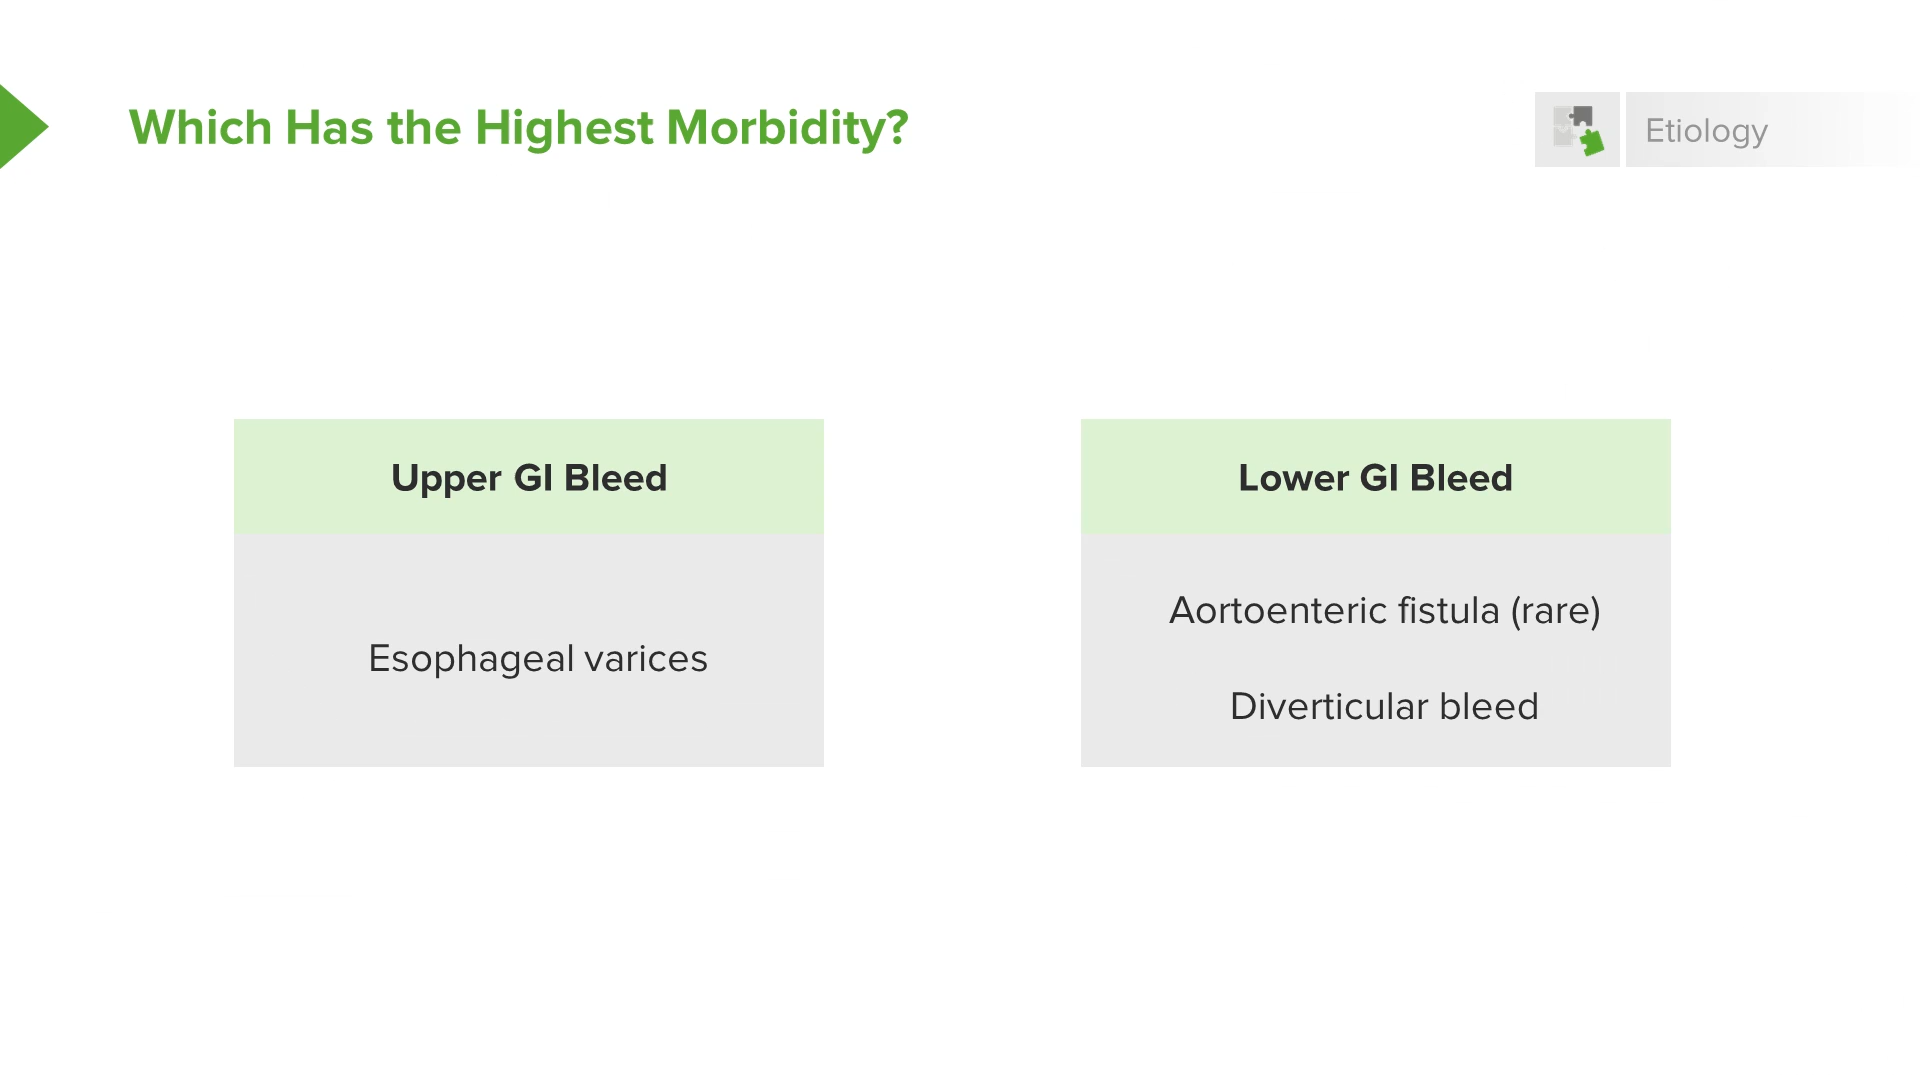 Which Has the Highest Morbidity?
Etiology
Upper GI Bleed
Esophageal varices
Lower GI Bleed
Aortoenteric fistula (rare)
Diverticular bleed